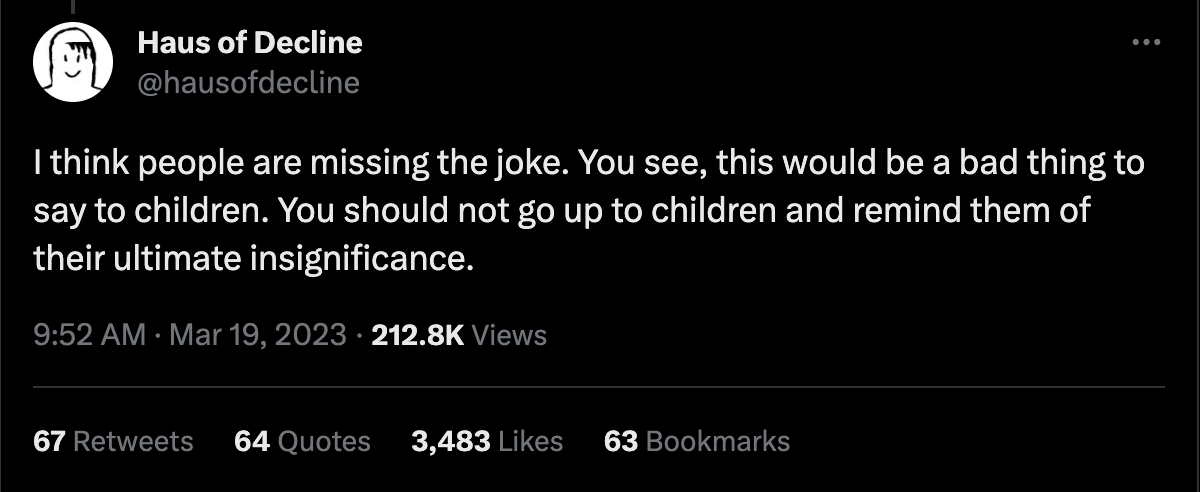 Haus of Decline
@hausofdecline
I think people are missing the joke. You see, this would be a bad thing to
say to children. You should not go up to children and remind them of
their ultimate insignificance.
9:52 AM · Mar 19, 2023 · 212.8K Views
67 Retweets 64 Quotes 3,483 Likes 63 Bookmarks